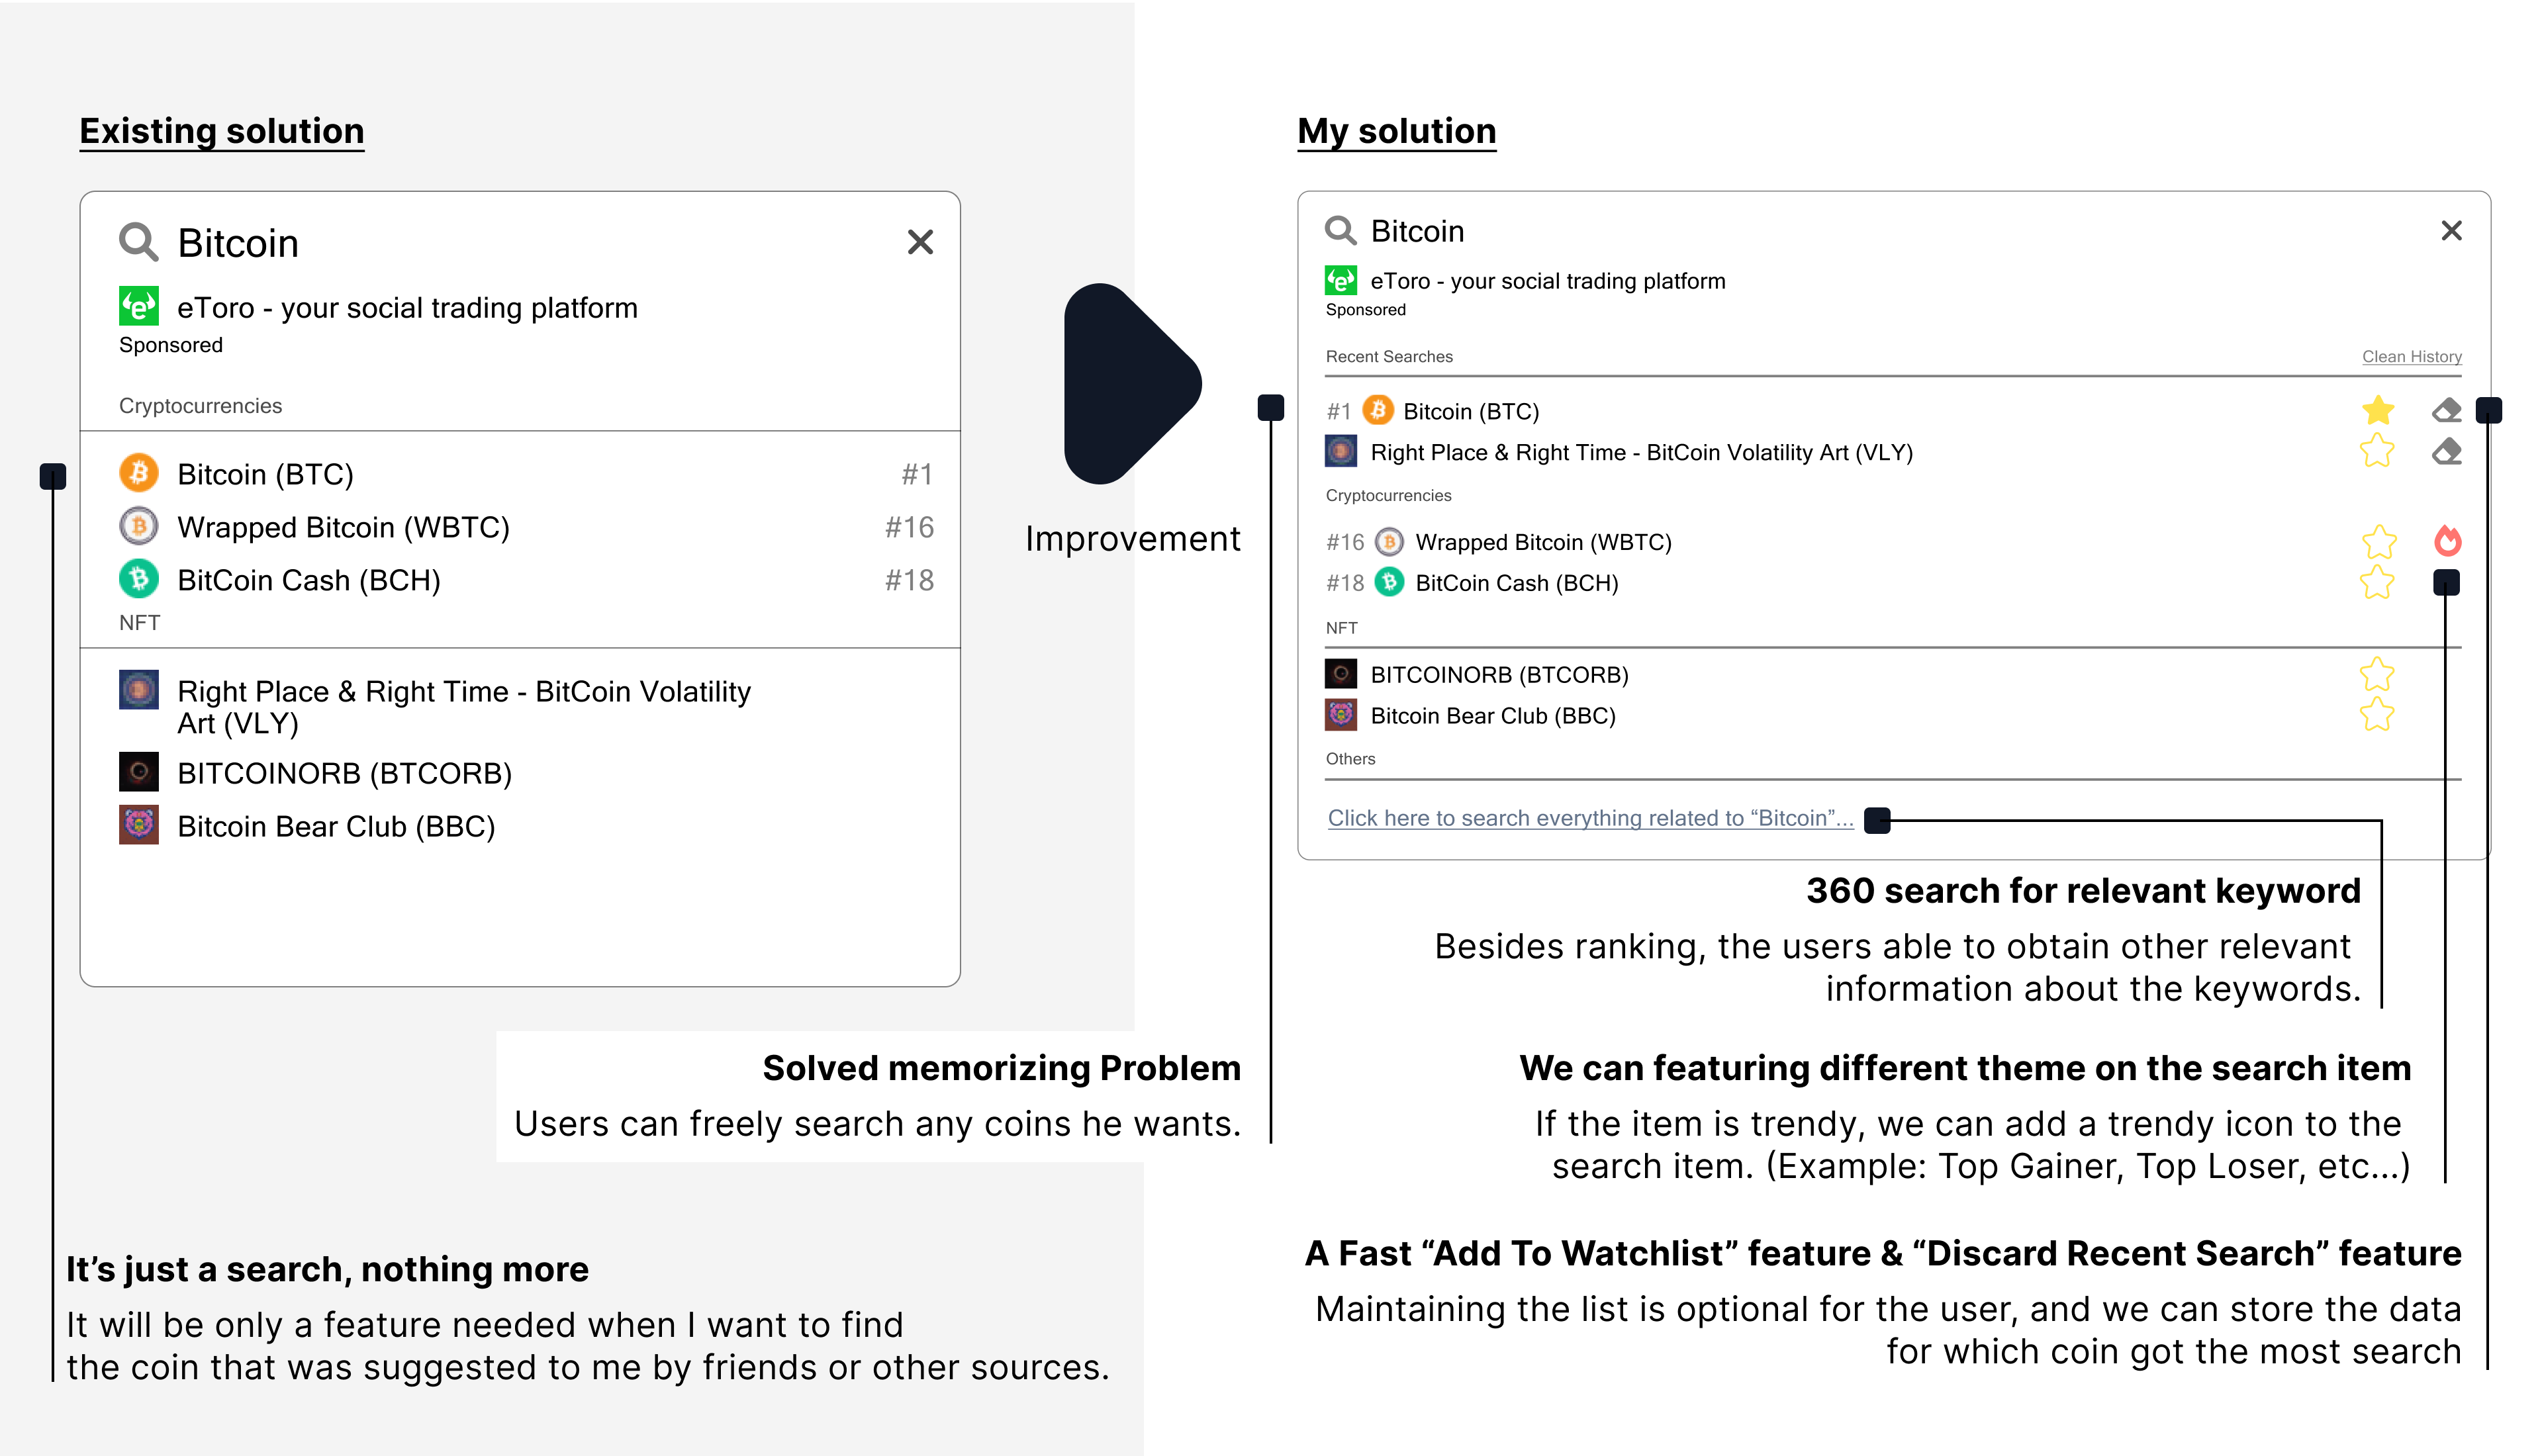 Existing solution
Bitcoin
eToro - your social trading platform
Sponsored
Cryptocurrencies
Bitcoin (BTC) #1
Wrapped Bitcoin (WBTC) #16
BitCoin Cash (BCH) #18
NFT
Right Place & Right Time - BitCoin Volatility
Art (VLY)
BITCOINORB (BTCORB)
Bitcoin Bear Club (BBC)
It’s just a search, nothing more
It will be only a feature needed when I want to find
the coin that was suggested to me by friends or other sources.
Improvement
My solution
Bitcoin
eToro - your social trading platform
Sponsored
Recent Searches Clean History
#1 Bitcoin (BTC)
Right Place & Right Time - BitCoin Volatility Art (VLY)
Cryptocurrencies
#16 Wrapped Bitcoin (WBTC)
#18 BitCoin Cash (BCH)
NFT
BITCOINORB (BTCORB)
Bitcoin Bear Club (BBC)
Others
Click here to search everything related to “Bitcoin”...
360 search for relevant keyword
Besides ranking, the users able to obtain other relevant
information about the keywords.
Solved memorizing Problem
Users can freely search any coins he wants.
We can featuring different theme on the search item
If the item is trendy, we can add a trendy icon to the
search item. (Example: Top Gainer, Top Loser, etc...)
A Fast “Add To Watchlist” feature & “Discard Recent Search” feature
Maintaining the list is optional for the user, and we can store the data
for which coin got the most search